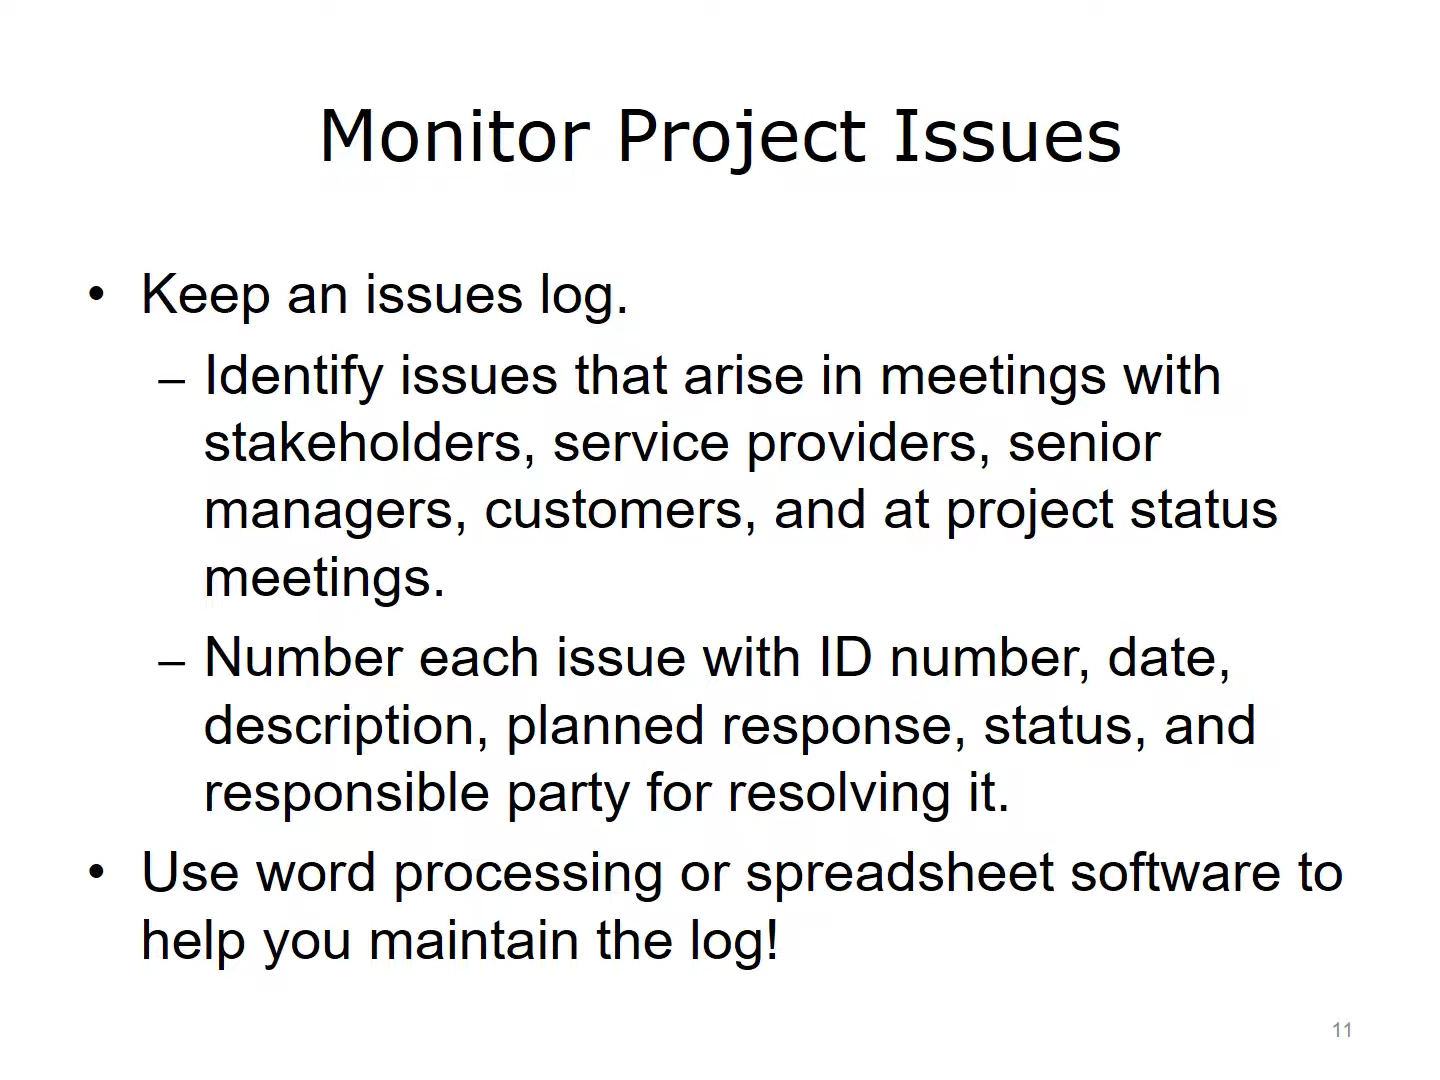 Monitor Project Issues
• Keep an issues log.
– Identify issues that arise in meetings with
stakeholders, service providers, senior
managers, customers, and at project status
meetings.
– Number each issue with ID number, date,
description, planned response, status, and
responsible party for resolving it.
• Use word processing or spreadsheet software to
help you maintain the log!
11